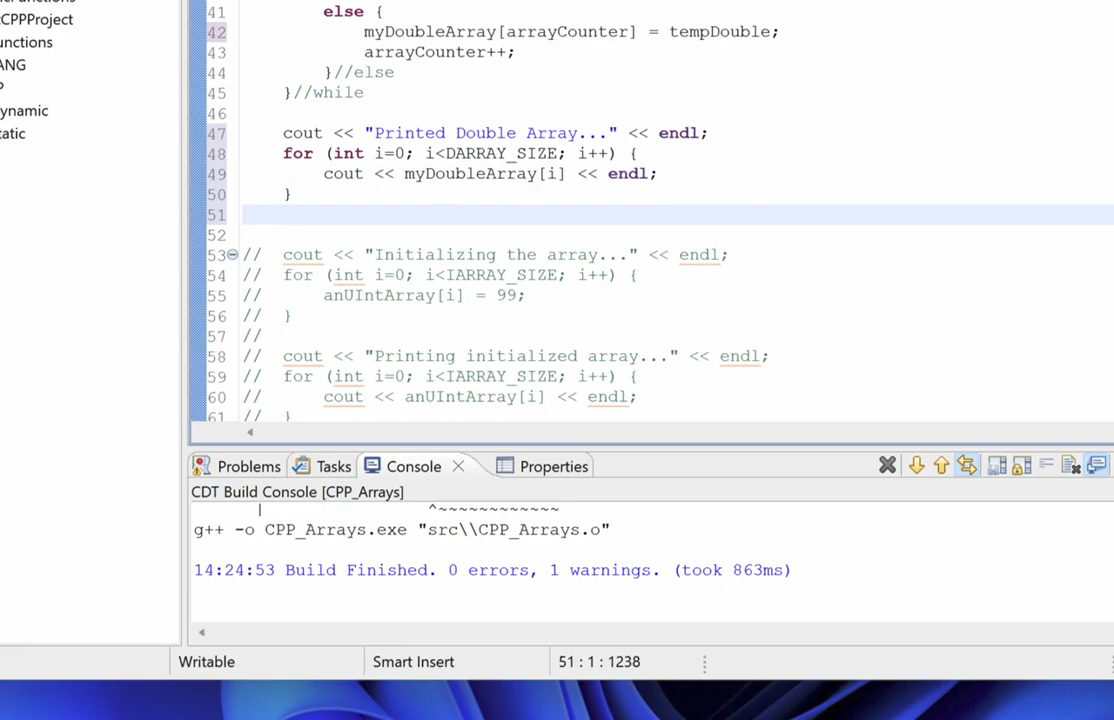 CPPProject
unctions
ANG
ynamic
tatic
41 else {
42 myDoubleArray[arrayCounter] = tempDouble;
43 arrayCounter++;
44 }//else
45 }//while
46
47 cout << "Printed Double Array..." << endl;
48 for (int i=0; i<DARRAY_SIZE; i++) {
49 cout << myDoubleArray[i] << endl;
50 }
51
52
53 // cout << "Initializing the array..." << endl;
54 // for (int i=0; i<IARRAY_SIZE; i++) {
55 // anUIntArray[i] = 99;
56 // }
57 //
58 // cout << "Printing initialized array..." << endl;
59 // for (int i=0; i<IARRAY_SIZE; i++) {
60 // cout << anUIntArray[i] << endl;
61 // }
Problems Tasks Console Properties
CDT Build Console [CPP_Arrays]
| ^~~~~~~~~~~~~
g++ -o CPP_Arrays.exe "src\\CPP_Arrays.o"
14:24:53 Build Finished. 0 errors, 1 warnings. (took 863ms)
Writable Smart Insert 51 : 1 : 1238